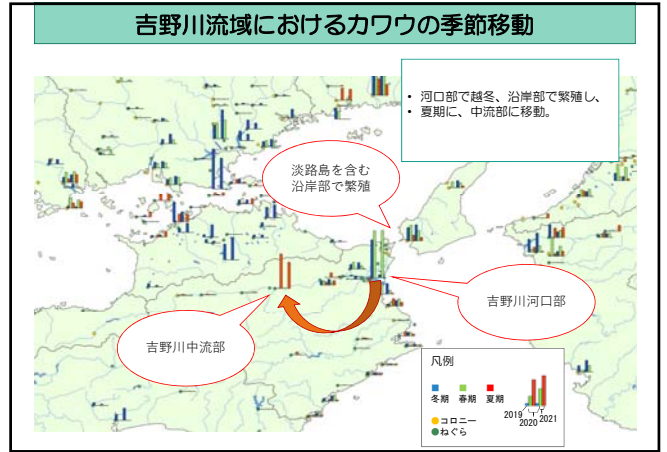 吉野川流域におけるカワウの季節移動
• 河口部で越冬、沿岸部で繁殖し、
• 夏期に、中流部に移動。
淡路島を含む
沿岸部で繁殖
吉野川河口部
吉野川中流部
凡例
冬期 春期 夏期
2019 2020 2021
コロニー
ねぐら